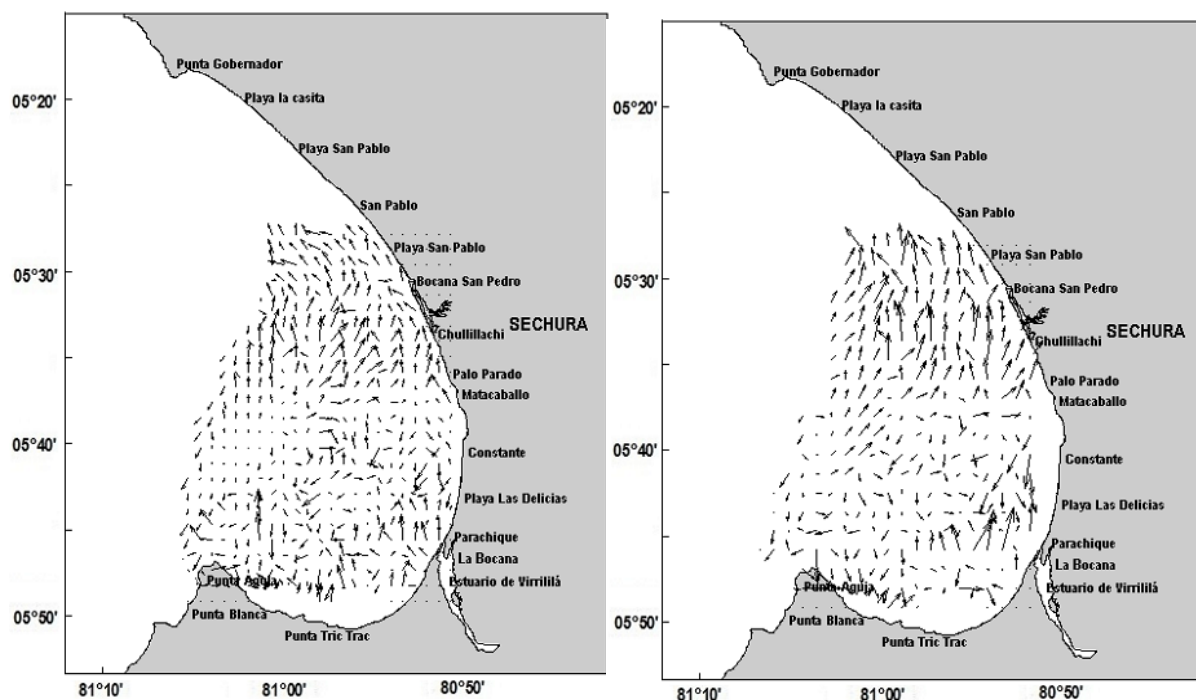 Punta Gobernador
05°20'
Playa la casita
Playa San Pablo
San Pablo
Playa San Pablo
05°30'
Bocana San Pedro
SECHURA
Chullillachi
Palo Parado
Matacaballo
05°40'
Constante
Playa Las Delicias
Parachique
La Bocana
Punta Aguja
Estuario de Virrililá
05°50'
Punta Blanca
Punta Tric Trac
81°10'
81°00'
80°50'
Punta Gobernador
05°20'
Playa la casita
Playa San Pablo
San Pablo
Playa San Pablo
05°30'
Bocana San Pedro
SECHURA
Chullillachi
Palo Parado
Matacaballo
05°40'
Constante
Playa Las Delicias
Parachique
La Bocana
Punta Aguja
Estuario de Virrililá
05°50'
Punta Blanca
Punta Tric Trac
81°10'
81°00'
80°50'